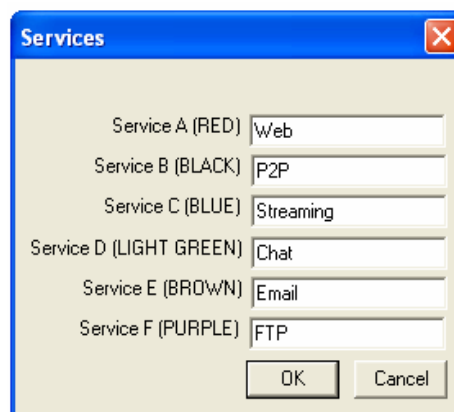 Services
Service A (RED) Web
Service B (BLACK) P2P
Service C (BLUE) Streaming
Service D (LIGHT GREEN) Chat
Service E (BROWN) Email
Service F (PURPLE) FTP
OK Cancel